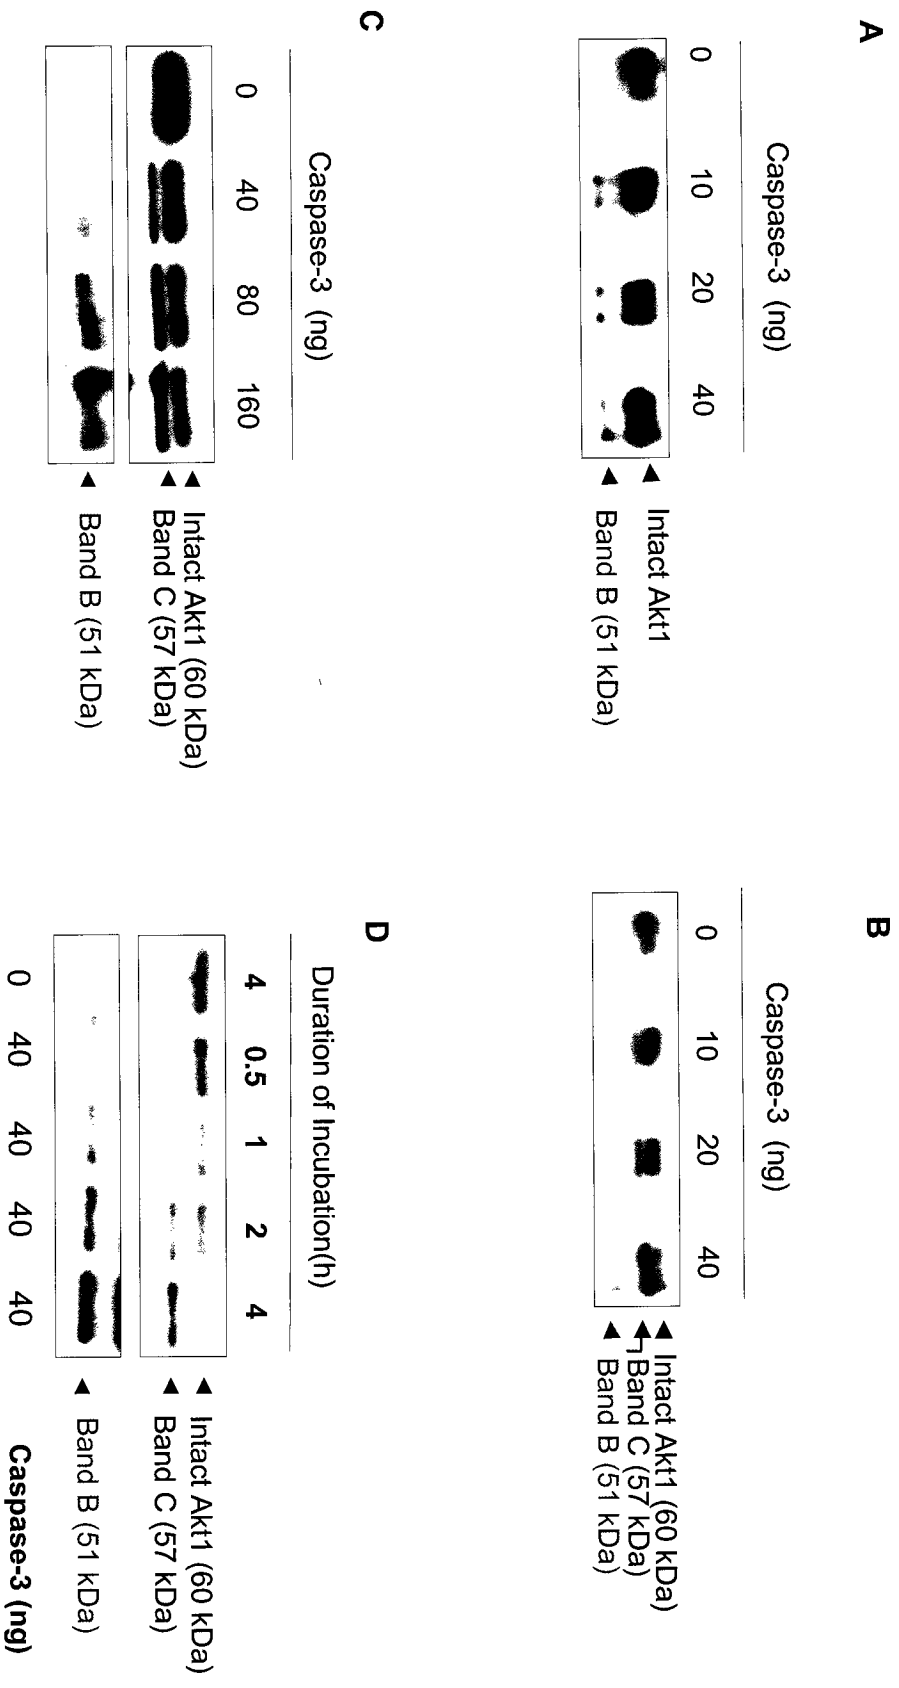 A
Caspase-3 (ng)
0 10 20 40
Intact Akt1
Band B (51 kDa)
B
Caspase-3 (ng)
0 10 20 40
Intact Akt1 (60 kDa)
Band C (57 kDa)
Band B (51 kDa)
C
Caspase-3 (ng)
0 40 80 160
Intact Akt1 (60 kDa)
Band C (57 kDa)
Band B (51 kDa)
D
Duration of Incubation(h)
4 0.5 1 2 4
Intact Akt1 (60 kDa)
Band C (57 kDa)
Band B (51 kDa)
0 40 40 40 40 Caspase-3 (ng)